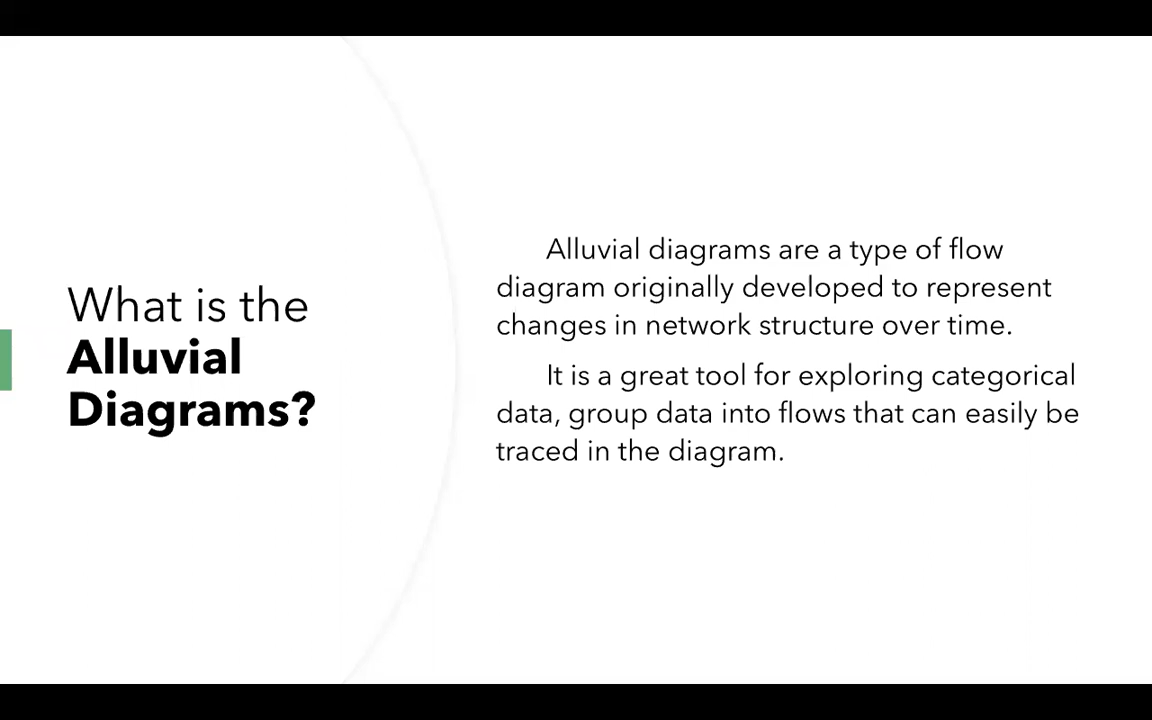 What is the
Alluvial
Diagrams?
Alluvial diagrams are a type of flow
diagram originally developed to represent
changes in network structure over time.
It is a great tool for exploring categorical
data, group data into flows that can easily be
traced in the diagram.